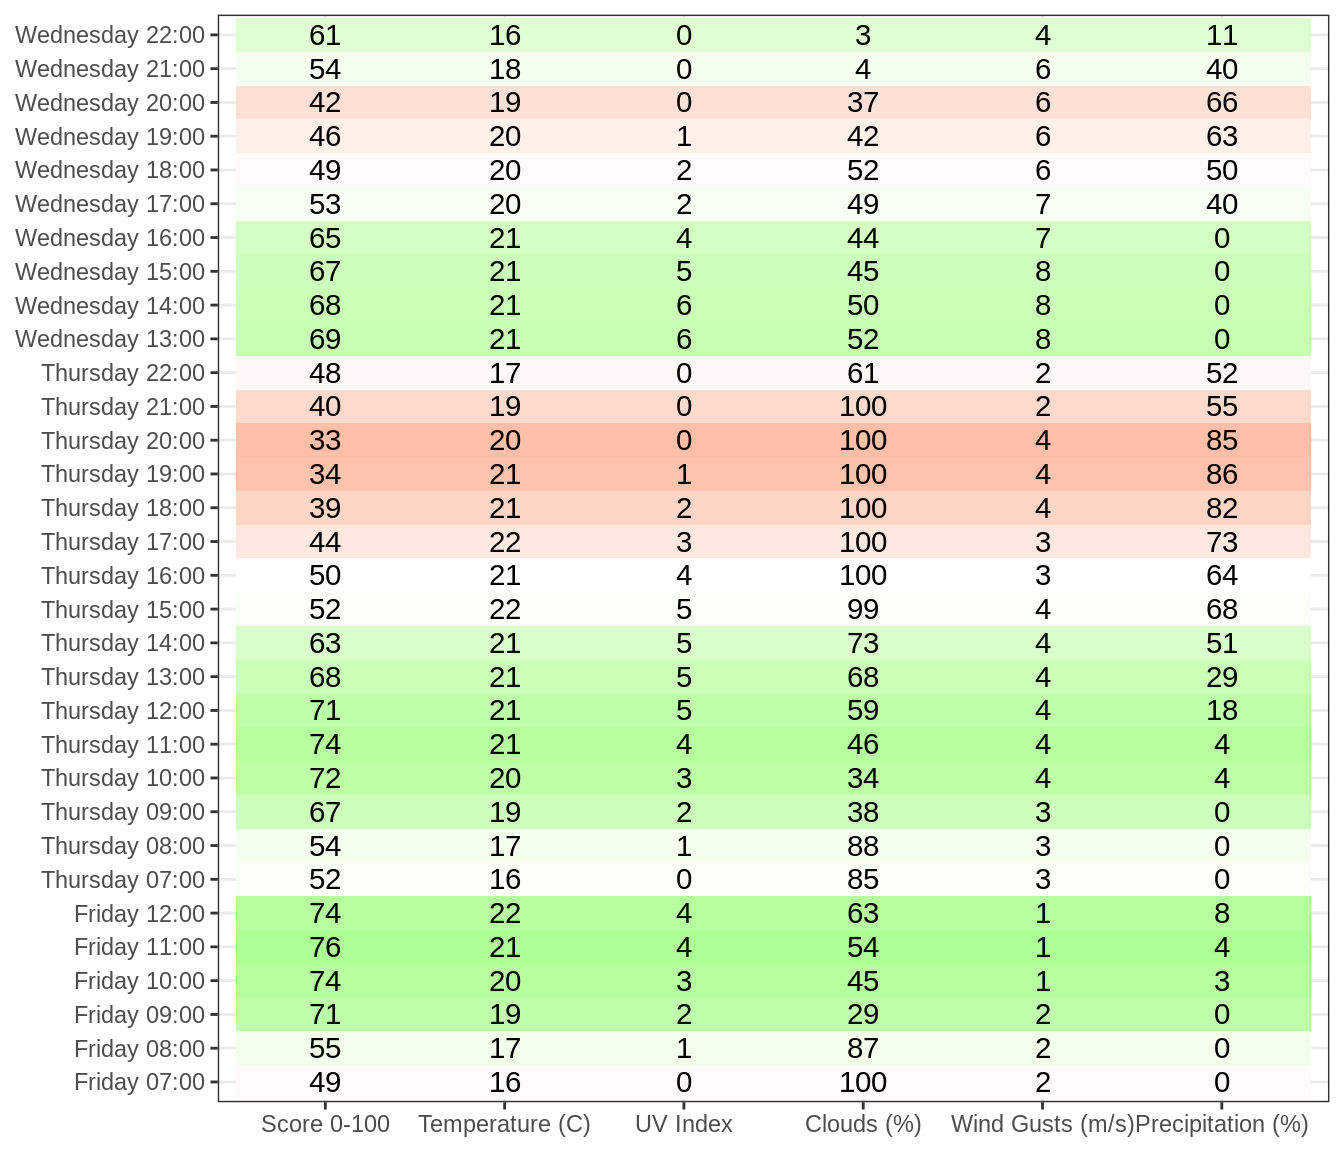 Wednesday 22:00 61 16 0 3 4 11
Wednesday 21:00 54 18 0 4 6 40
Wednesday 20:00 42 19 0 37 6 66
Wednesday 19:00 46 20 1 42 6 63
Wednesday 18:00 49 20 2 52 6 50
Wednesday 17:00 53 20 2 49 7 40
Wednesday 16:00 65 21 4 44 7 0
Wednesday 15:00 67 21 5 45 8 0
Wednesday 14:00 68 21 6 50 8 0
Wednesday 13:00 69 21 6 52 8 0
Thursday 22:00 48 17 0 61 2 52
Thursday 21:00 40 19 0 100 2 55
Thursday 20:00 33 20 0 100 4 85
Thursday 19:00 34 21 1 100 4 86
Thursday 18:00 39 21 2 100 4 82
Thursday 17:00 44 22 3 100 3 73
Thursday 16:00 50 21 4 100 3 64
Thursday 15:00 52 22 5 99 4 68
Thursday 14:00 63 21 5 73 4 51
Thursday 13:00 68 21 5 68 4 29
Thursday 12:00 71 21 5 59 4 18
Thursday 11:00 74 21 4 46 4 4
Thursday 10:00 72 20 3 34 4 4
Thursday 09:00 67 19 2 38 3 0
Thursday 08:00 54 17 1 88 3 0
Thursday 07:00 52 16 0 85 3 0
Friday 12:00 74 22 4 63 1 8
Friday 11:00 76 21 4 54 1 4
Friday 10:00 74 20 3 45 1 3
Friday 09:00 71 19 2 29 2 0
Friday 08:00 55 17 1 87 2 0
Friday 07:00 49 16 0 100 2 0
Score 0-100 Temperature (C) UV Index Clouds (%) Wind Gusts (m/s) Precipitation (%)